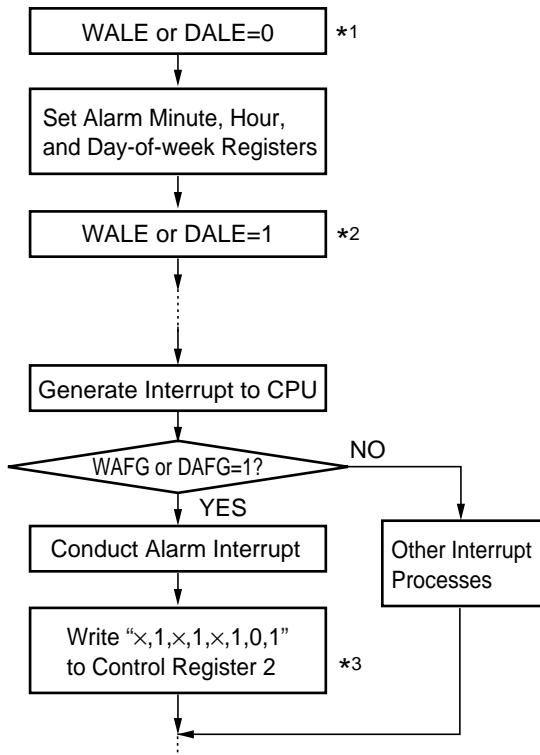 WALE or DALE=0 *1
Set Alarm Minute, Hour,
and Day-of-week Registers
WALE or DALE=1 *2
Generate Interrupt to CPU
WAFG or DAFG=1?
NO
YES
Conduct Alarm Interrupt
Other Interrupt
Processes
Write “×,1,×,1,×,1,0,1”
to Control Register 2 *3